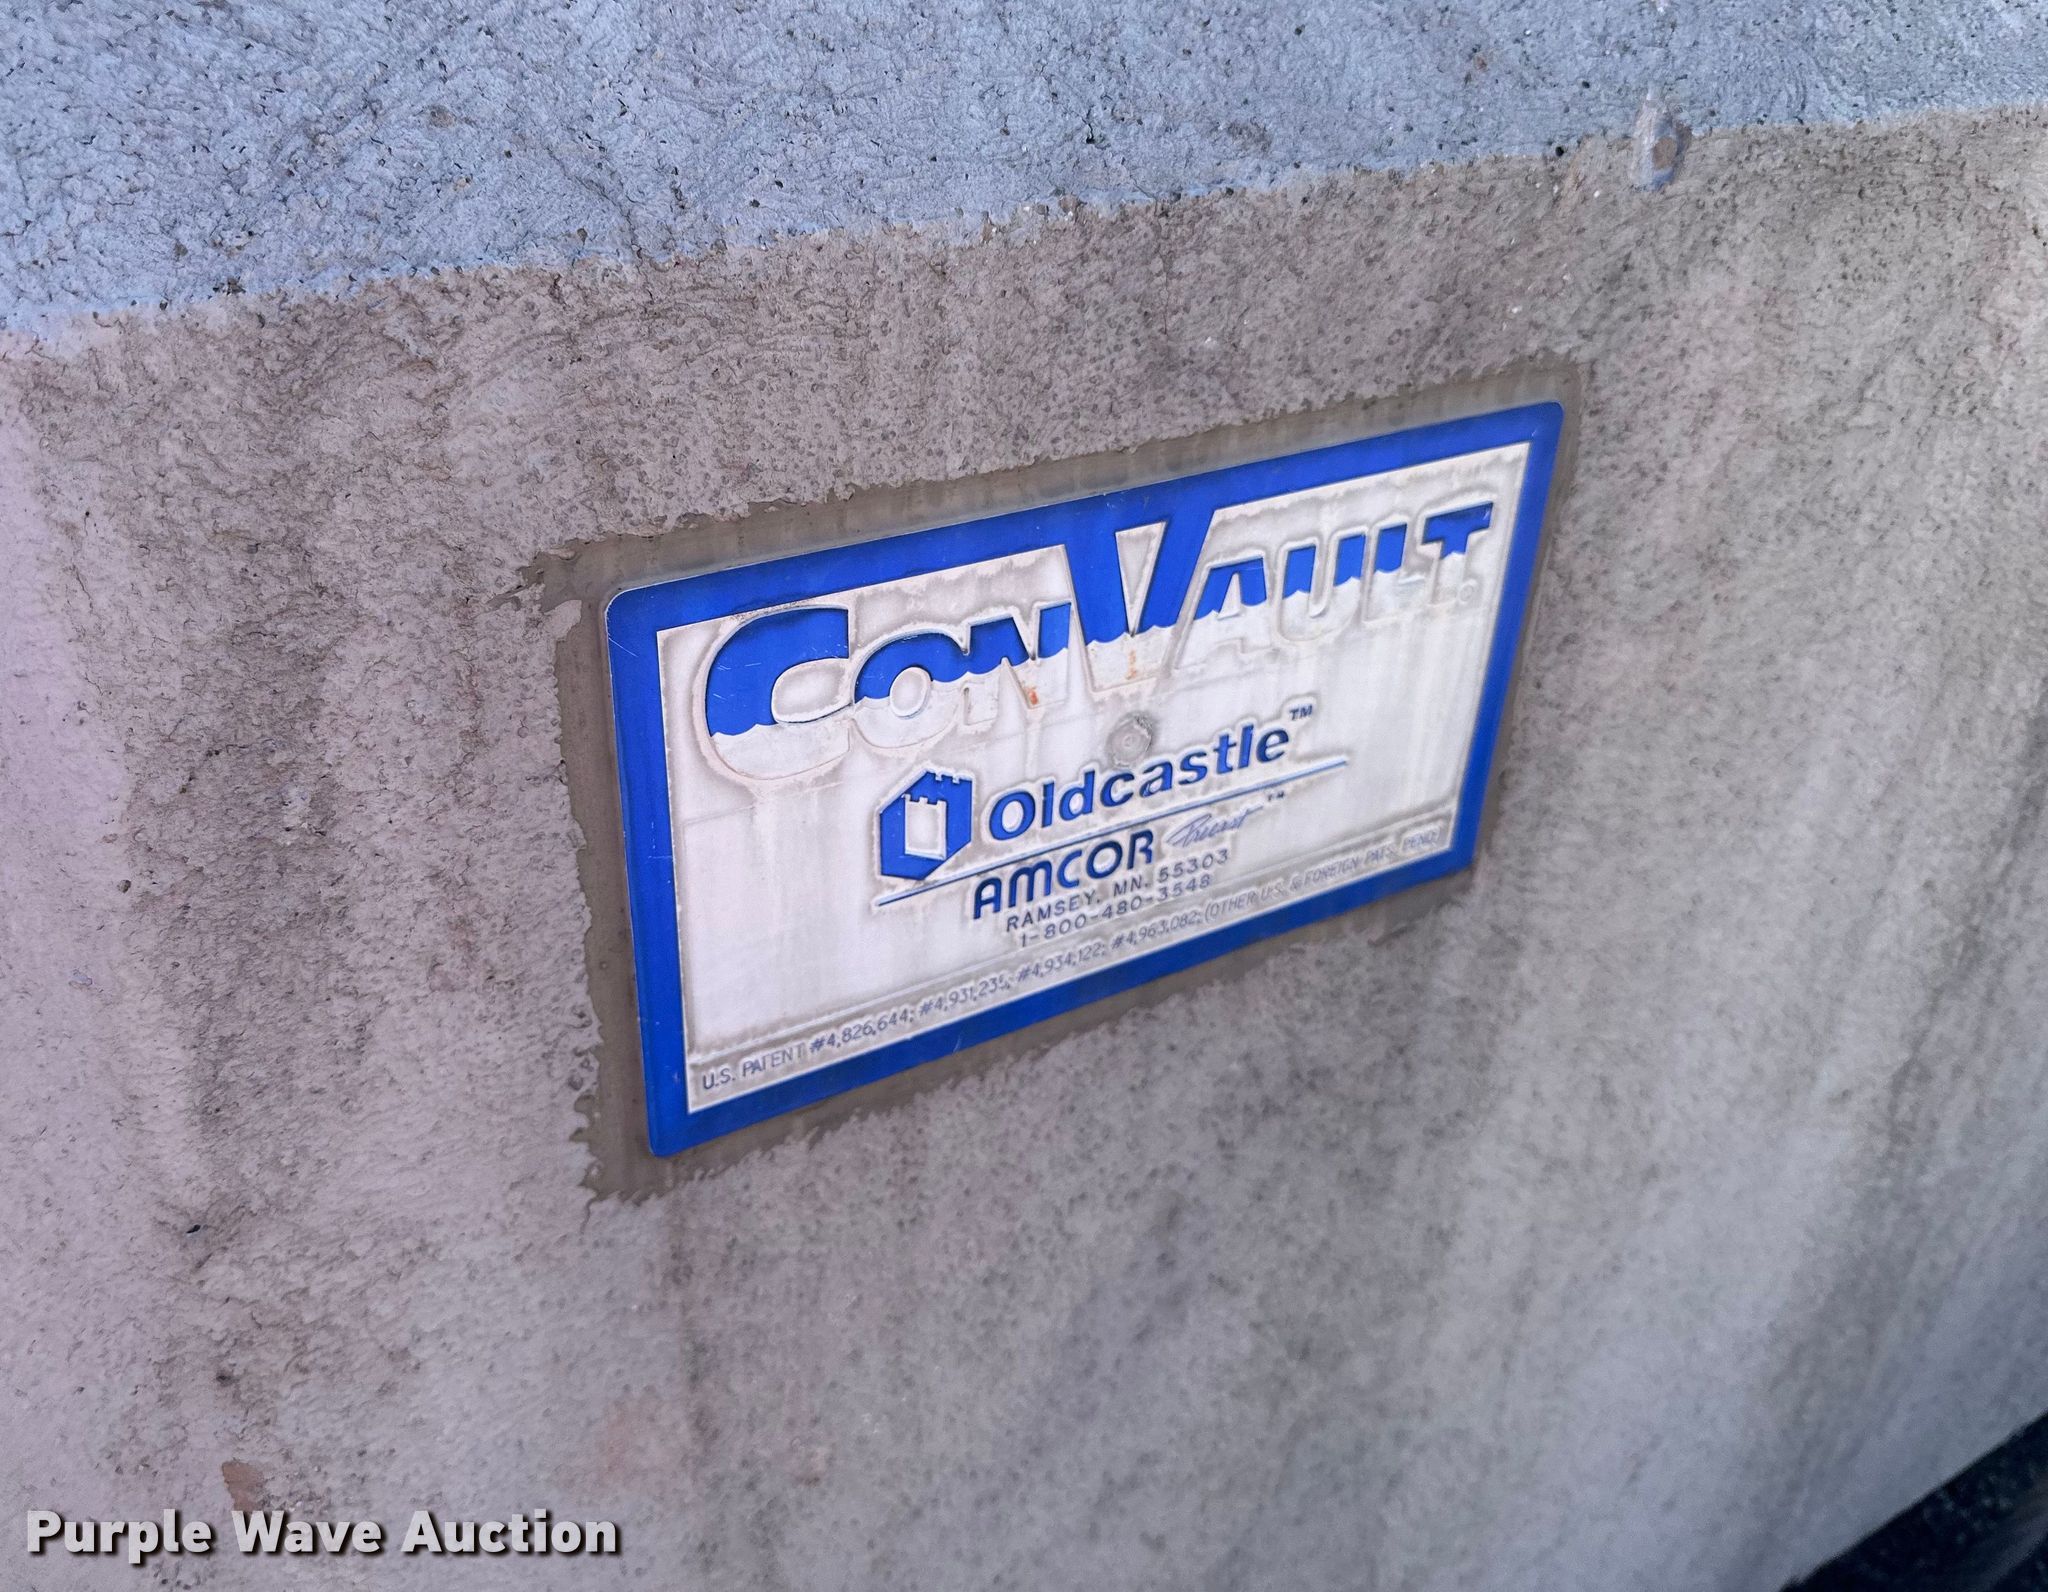 CONVAULT®
Oldcastle™
AMCOR Precast™
RAMSEY, MN. 55303
1-800-480-3548
U.S. PATENT #4,826,644; #4,931,235; #4,934,122; #4,963,082; (OTHER U.S. & FOREIGN PATS. PEND.)
Purple Wave Auction